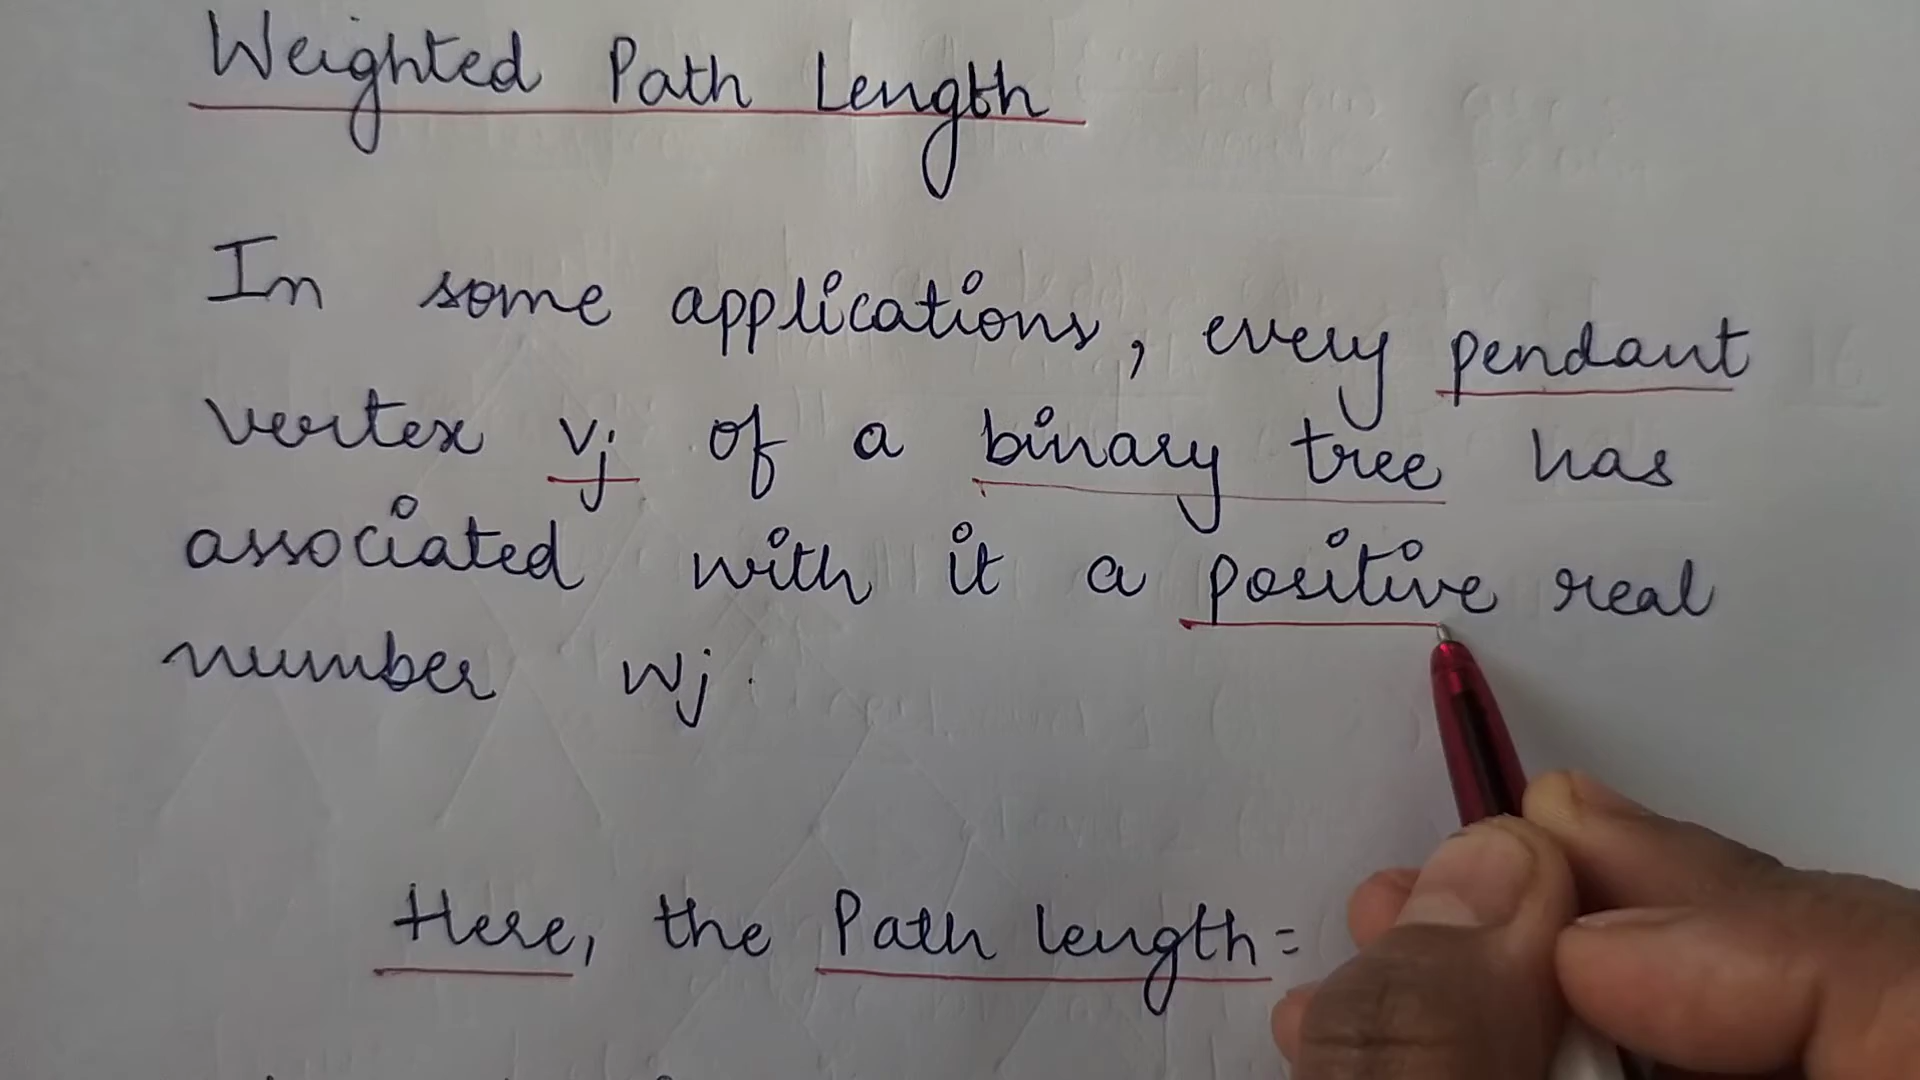 Weighted Path Length
In some applications, every pendant
vertex vj of a binary tree has
associated with it a positive real
number wj.
Here, the Path length=